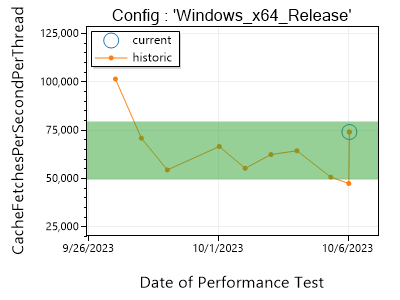 Config : 'Windows_x64_Release'
current
historic
CacheFetchesPerSecondPerThread
125,000
100,000
75,000
50,000
25,000
9/26/2023
10/1/2023
10/6/2023
Date of Performance Test